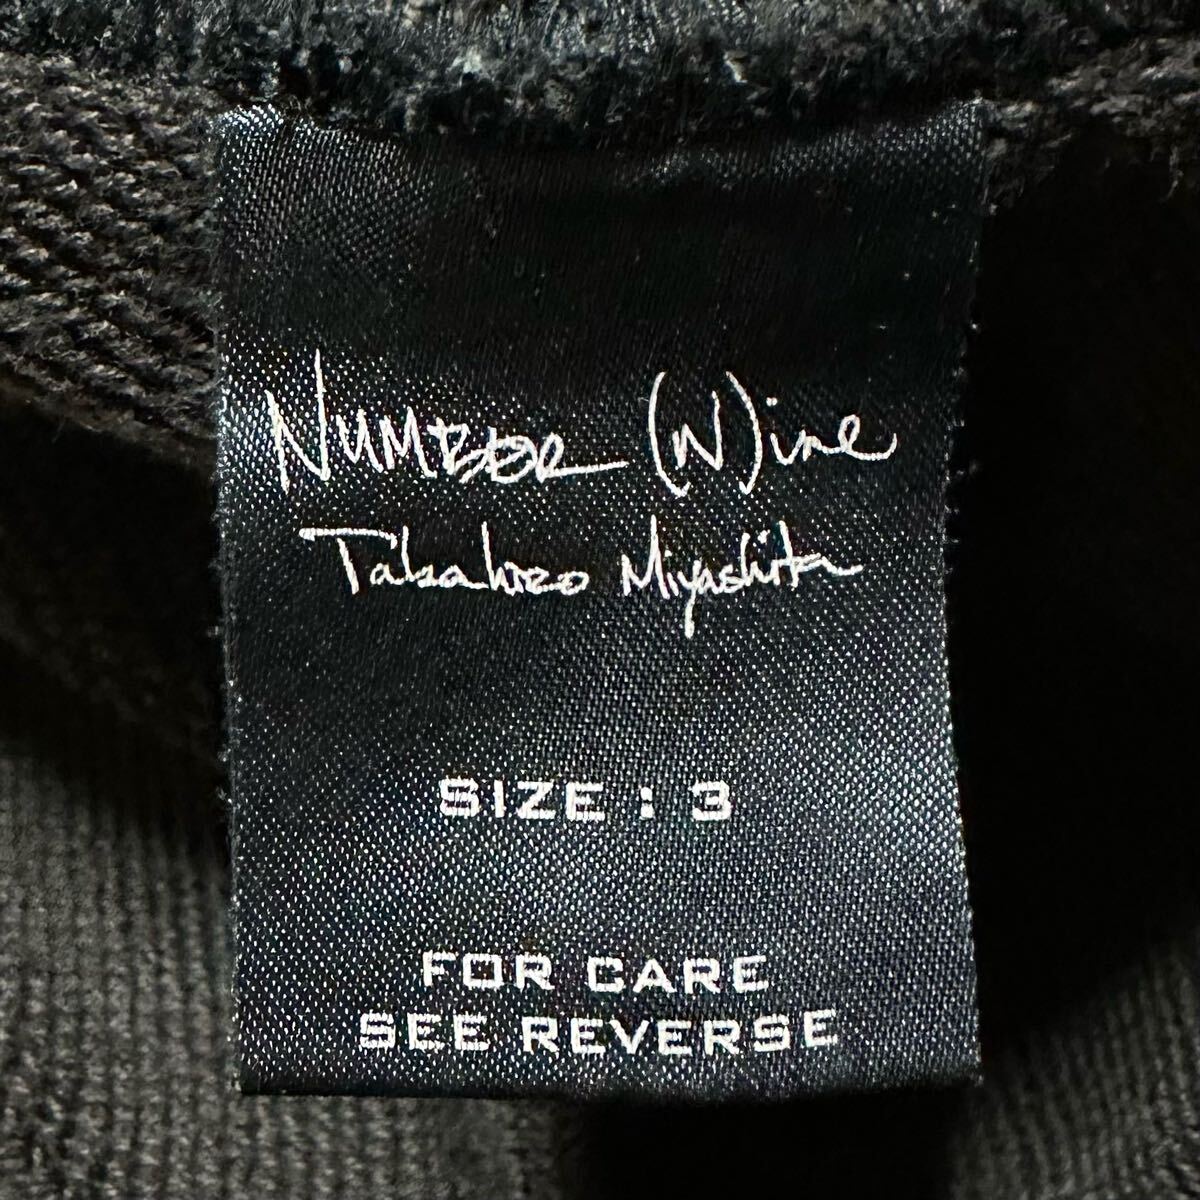 NUMBER (N)ine
Takahiro Miyashita
SIZE : 3
FOR CARE
SEE REVERSE